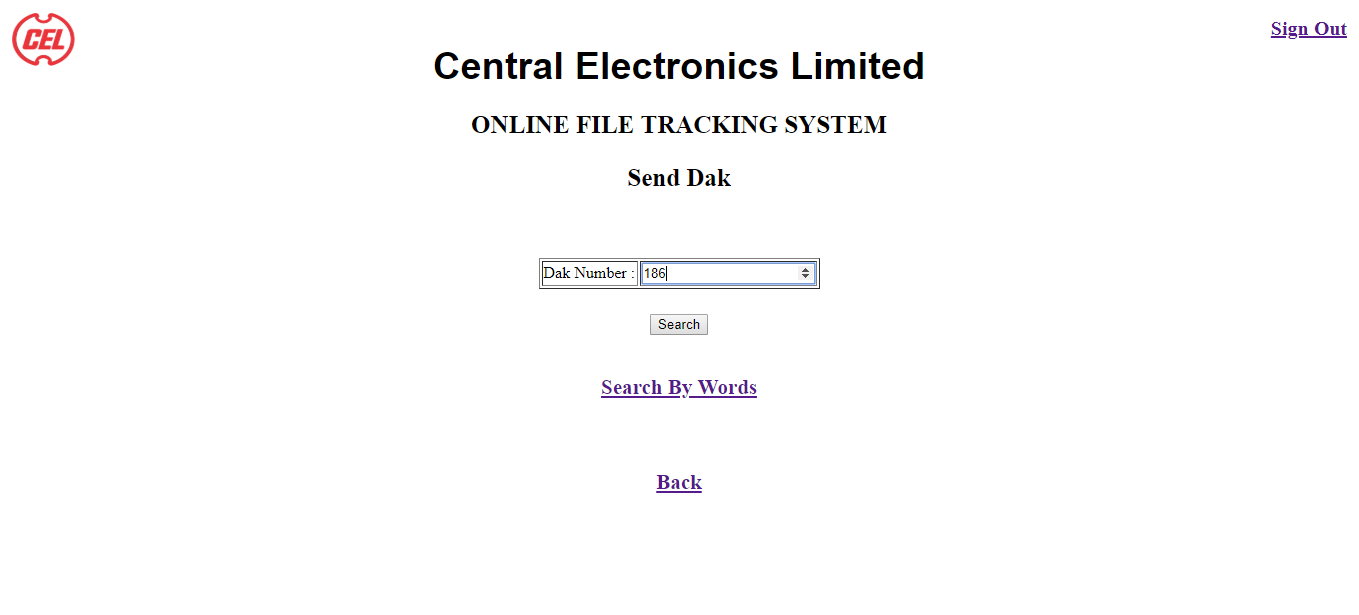 CEL
Sign Out
Central Electronics Limited
ONLINE FILE TRACKING SYSTEM
Send Dak
Dak Number : 186
Search
Search By Words
Back